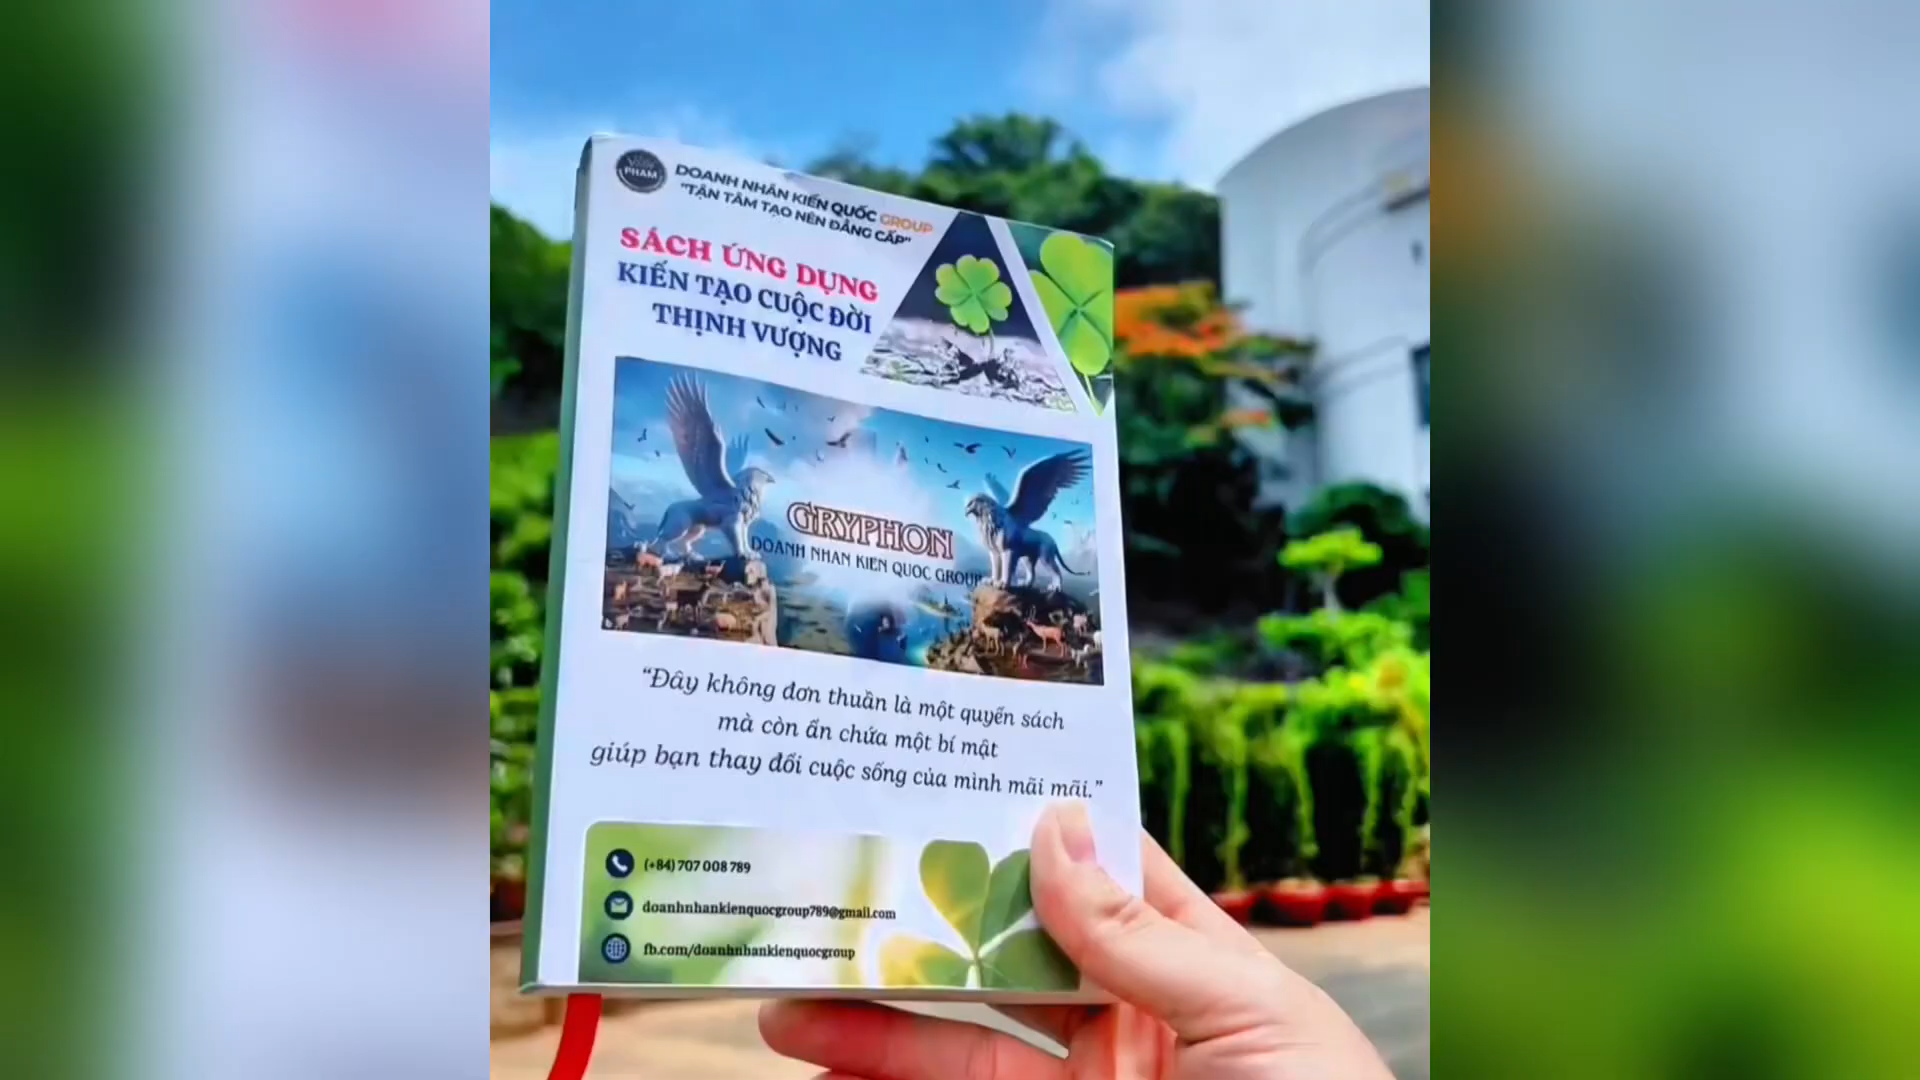 PHAM
DOANH NHÂN KIẾN QUỐC GROUP
"TẬN TÂM TẠO NÊN ĐẲNG CẤP"
SÁCH ỨNG DỤNG
KIẾN TẠO CUỘC ĐỜI
THỊNH VƯỢNG
GRYPHON
DOANH NHAN KIEN QUOC GROUP
“Đây không đơn thuần là một quyển sách
mà còn ẩn chứa một bí mật
giúp bạn thay đổi cuộc sống của mình mãi mãi.”
(+84) 707 008 789
doanhnhankienquocgroup789@gmail.com
fb.com/doanhnhankienquocgroup